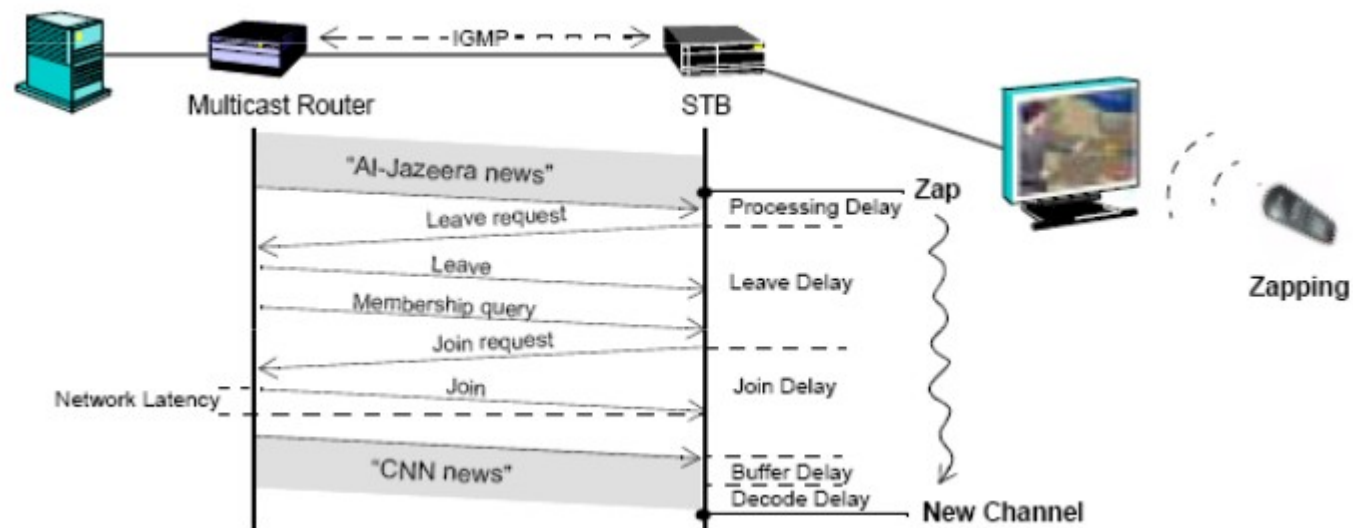 IGMP
Multicast Router
STB
"Al-Jazeera news"
Zap
Processing Delay
Leave request
Leave
Leave Delay
Zapping
Membership query
Join request
Join
Join Delay
Network Latency
"CNN news"
Buffer Delay
Decode Delay
New Channel